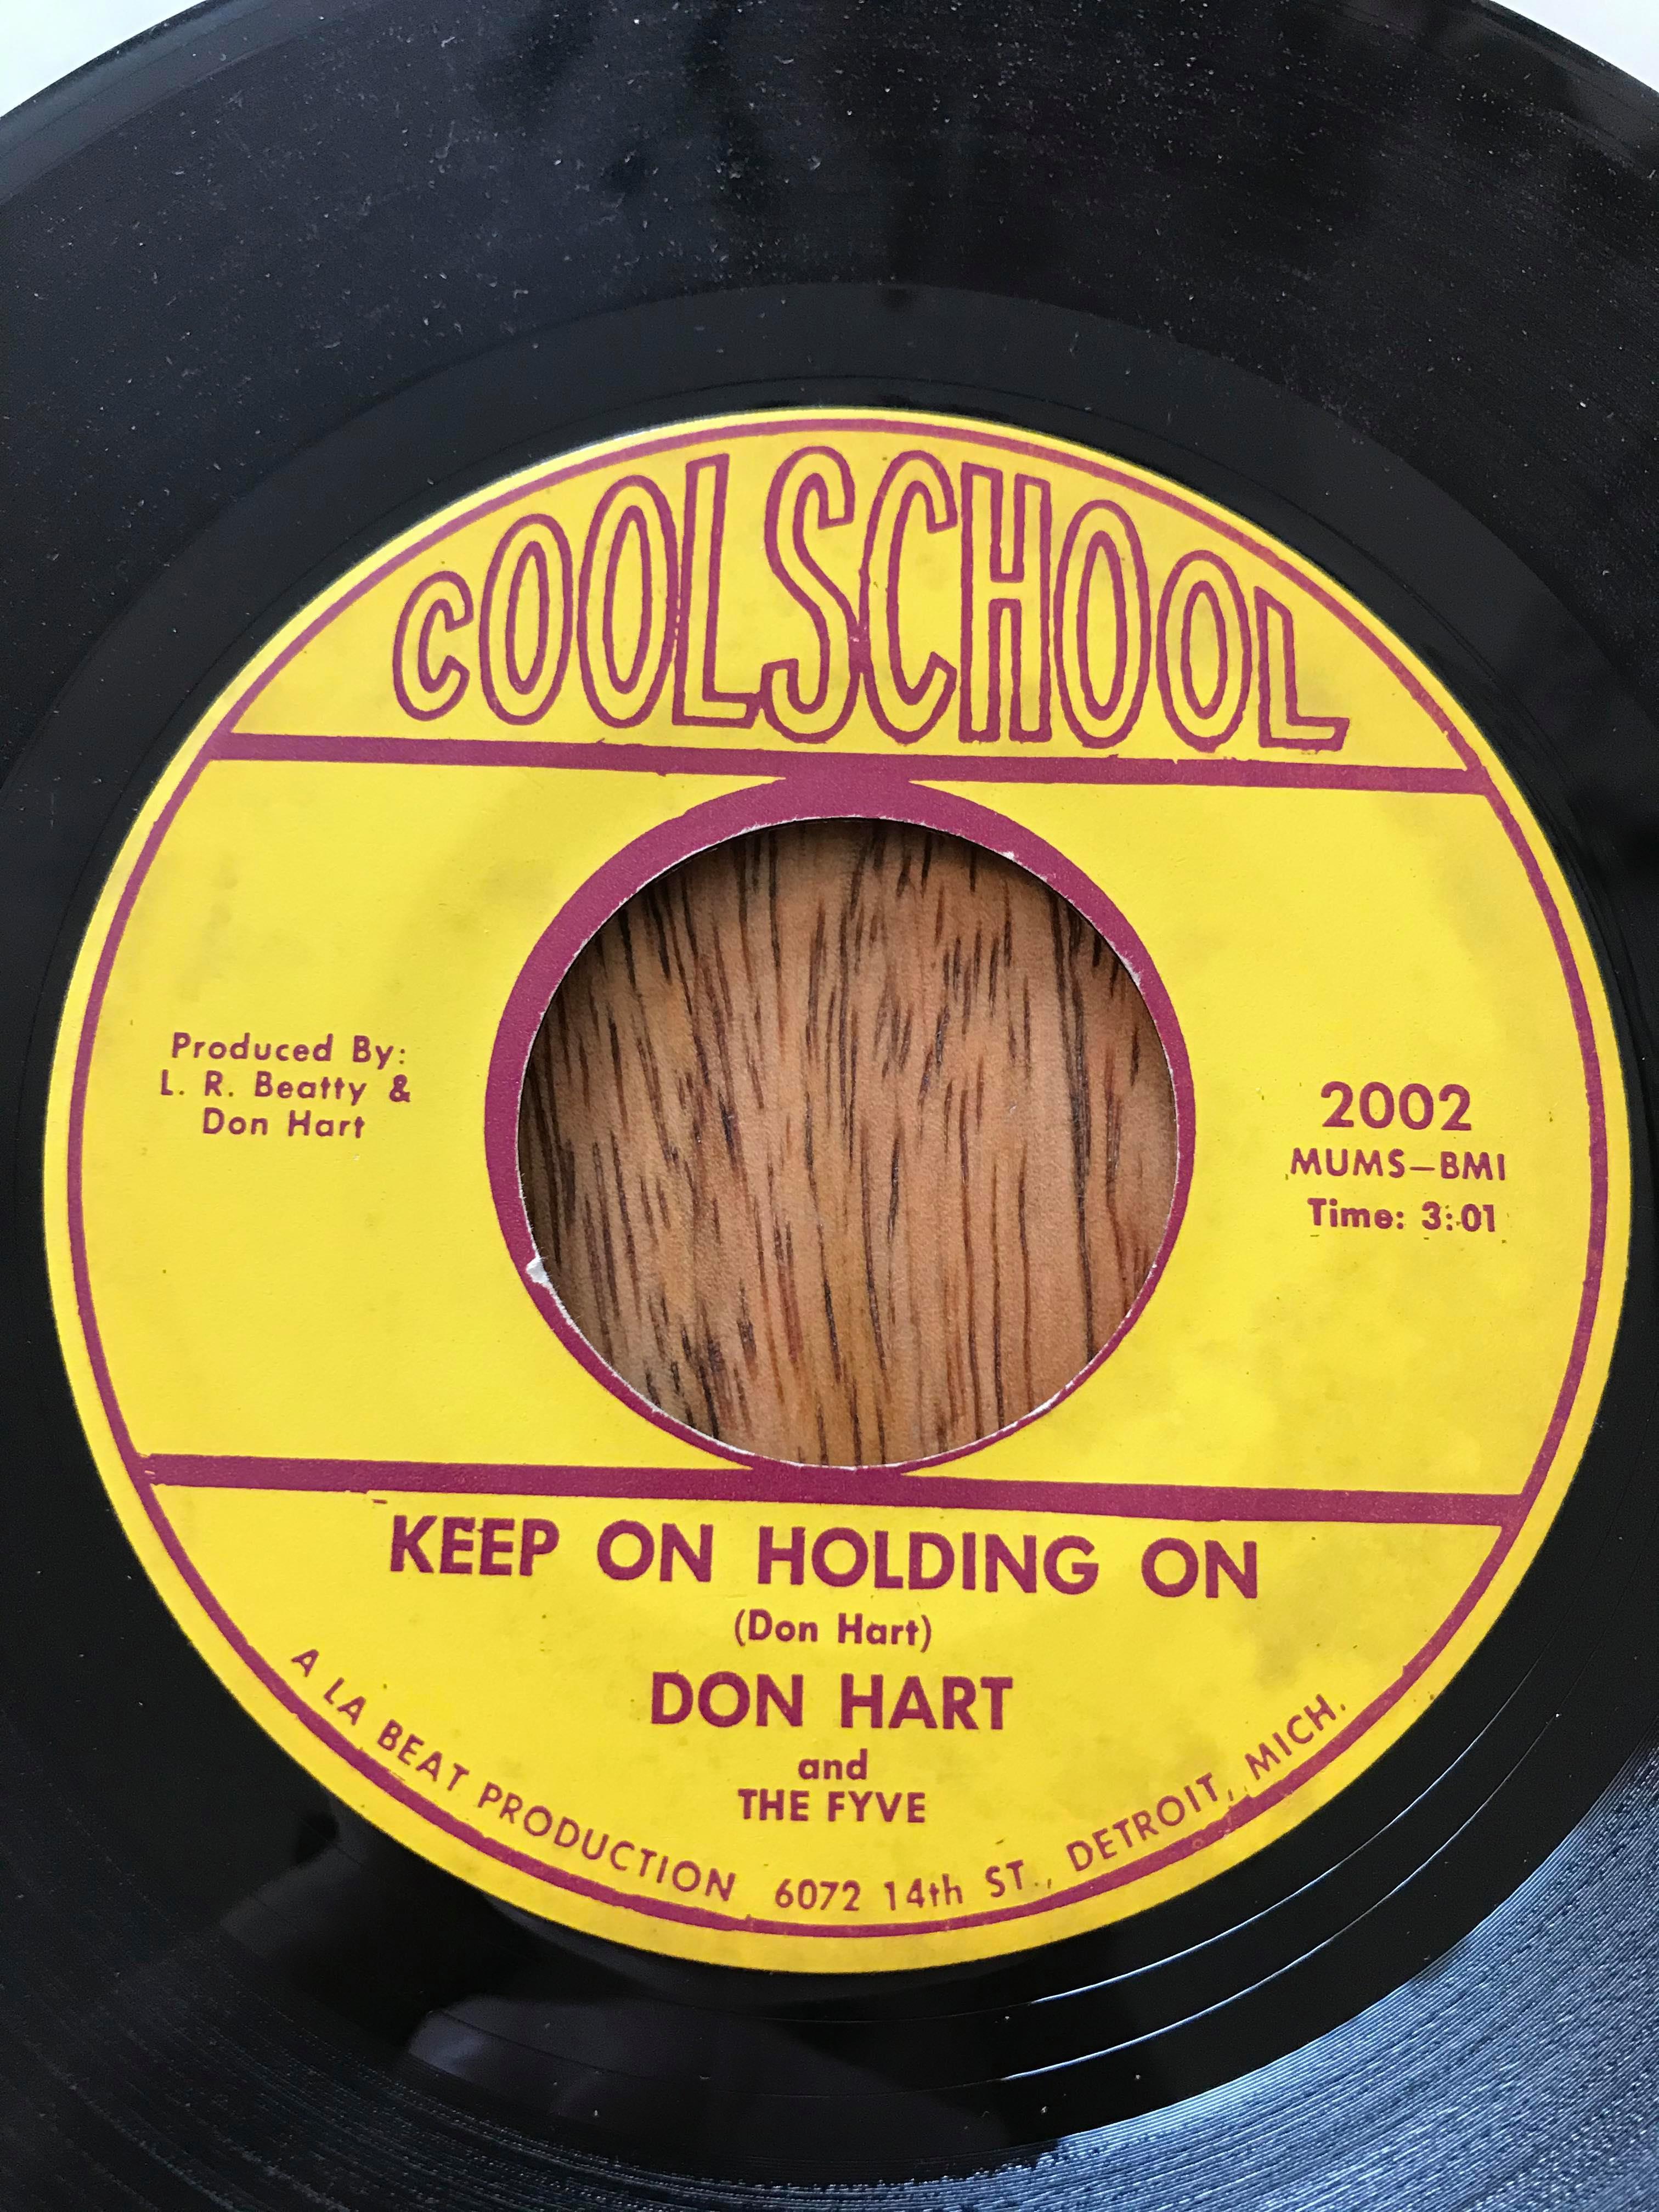 COOLSCHOOL
Produced By:
L. R. Beatty &
Don Hart
2002
MUMS—BMI
Time: 3:01
KEEP ON HOLDING ON
(Don Hart)
DON HART
and
THE FYVE
A LA BEAT PRODUCTION 6072 14th ST., DETROIT, MICH.